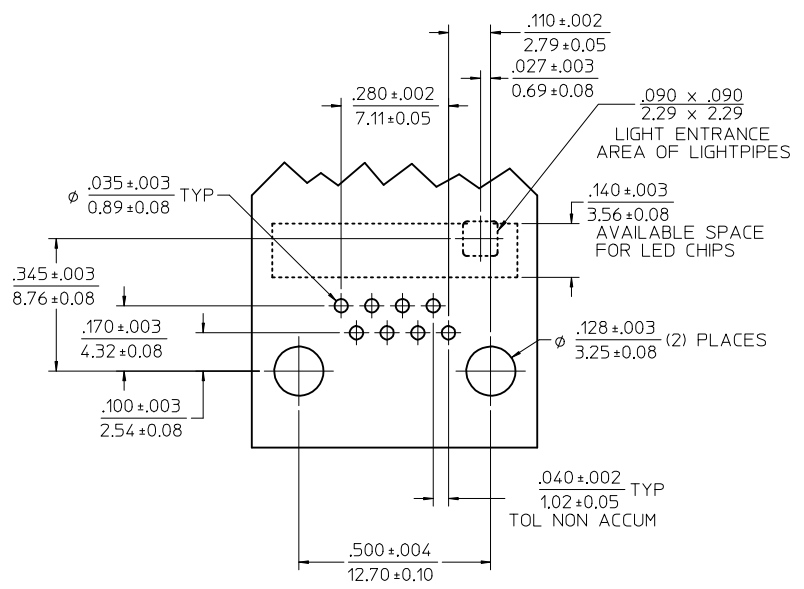 .110±.002
2.79±0.05
.027±.003
0.69±0.08
.280±.002
7.11±0.05
.090 x .090
2.29 x 2.29
LIGHT ENTRANCE
AREA OF LIGHTPIPES
ø .035±.003 TYP
0.89±0.08
.140±.003
3.56±0.08
AVAILABLE SPACE
FOR LED CHIPS
.345±.003
8.76±0.08
.170±.003
4.32±0.08
ø .128±.003 (2) PLACES
3.25±0.08
.100±.003
2.54±0.08
.040±.002 TYP
1.02±0.05
TOL NON ACCUM
.500±.004
12.70±0.10